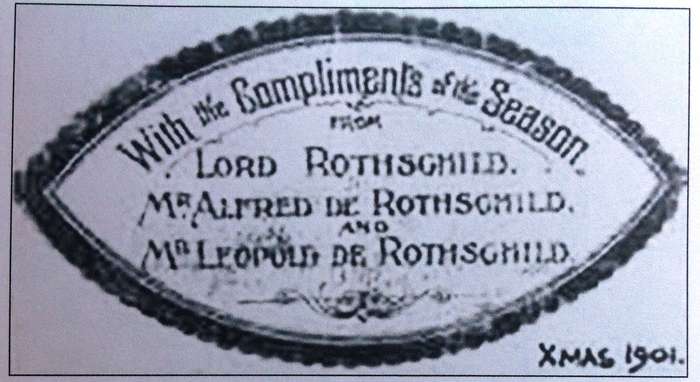 With the Compliments of the Season
FROM
LORD ROTHSCHILD.
MR ALFRED DE ROTHSCHILD.
AND
MR LEOPOLD DE ROTHSCHILD.
XMAS 1901.